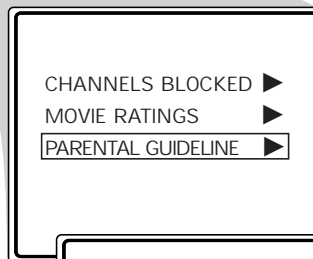 CHANNELS BLOCKED ▶
MOVIE RATINGS ▶
PARENTAL GUIDELINE ▶